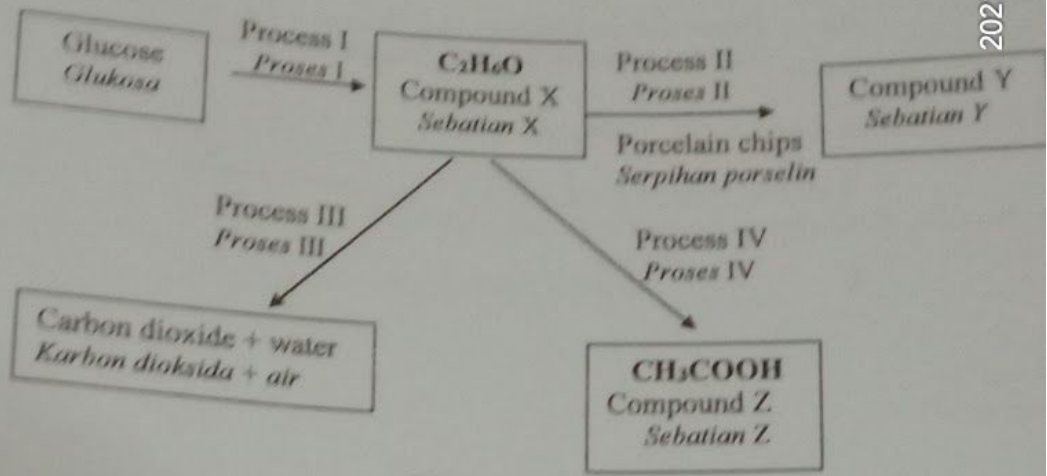 202
Glucose
Glukosa
Process I
Proses I
C₂H₆O
Compound X
Sebatian X
Process II
Proses II
Porcelain chips
Serpihan porselin
Compound Y
Sebatian Y
Process III
Proses III
Process IV
Proses IV
Carbon dioxide + water
Karbon dioksida + air
CH₃COOH
Compound Z
Sebatian Z